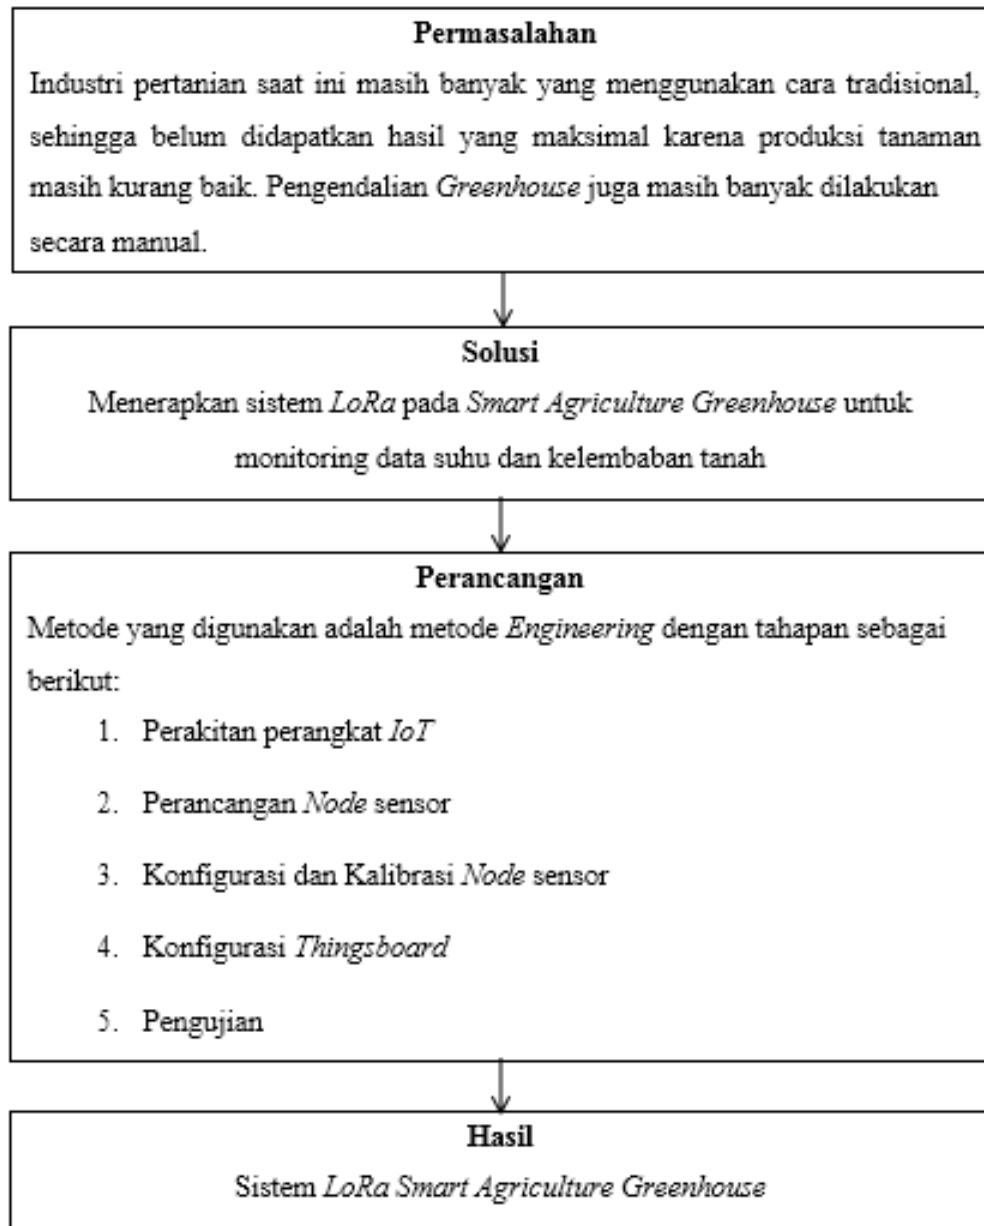 Permasalahan
Industri pertanian saat ini masih banyak yang menggunakan cara tradisional,
sehingga belum didapatkan hasil yang maksimal karena produksi tanaman
masih kurang baik. Pengendalian Greenhouse juga masih banyak dilakukan
secara manual.
Solusi
Menerapkan sistem LoRa pada Smart Agriculture Greenhouse untuk
monitoring data suhu dan kelembaban tanah
Perancangan
Metode yang digunakan adalah metode Engineering dengan tahapan sebagai
berikut:
1. Perakitan perangkat IoT
2. Perancangan Node sensor
3. Konfigurasi dan Kalibrasi Node sensor
4. Konfigurasi Thingsboard
5. Pengujian
Hasil
Sistem LoRa Smart Agriculture Greenhouse